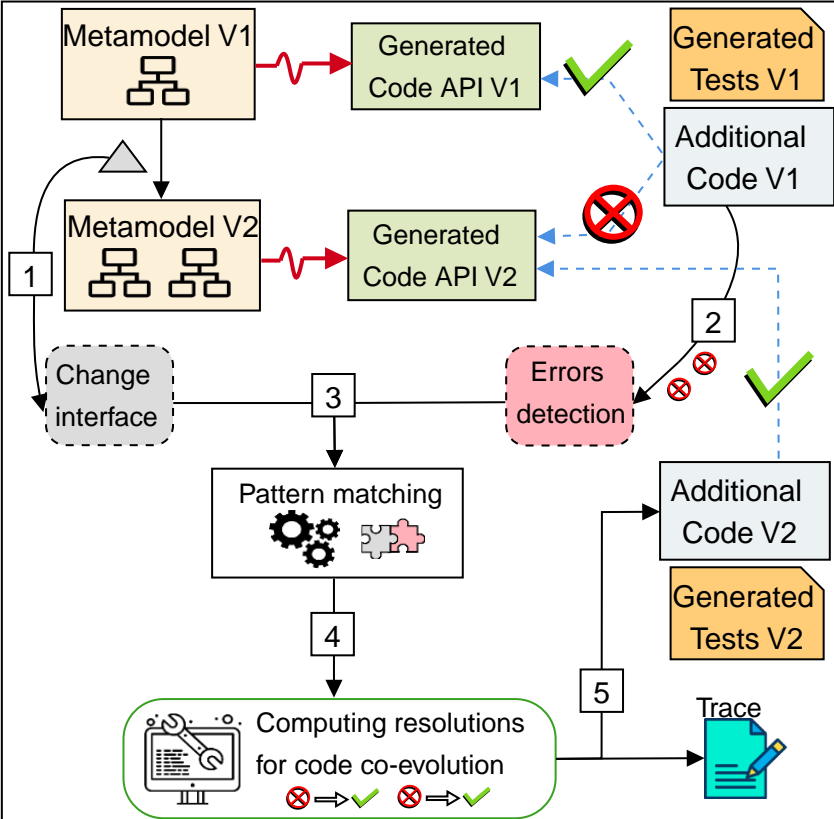 Metamodel V1
Generated
Code API V1
Generated
Tests V1
Additional
Code V1
Metamodel V2
Generated
Code API V2
1
2
Change
interface
3
Errors
detection
Pattern matching
Additional
Code V2
Generated
Tests V2
4
5
Computing resolutions
for code co-evolution
Trace